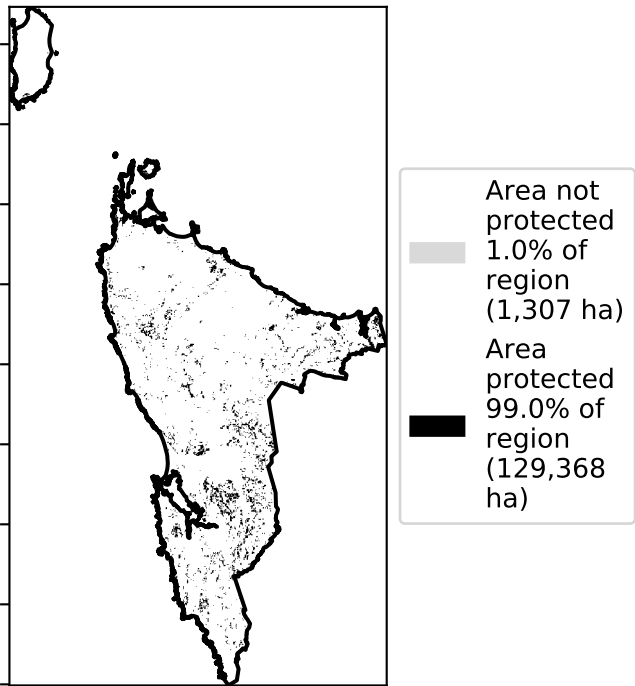 Area not
protected
1.0% of
region
(1,307 ha)
Area
protected
99.0% of
region
(129,368
ha)